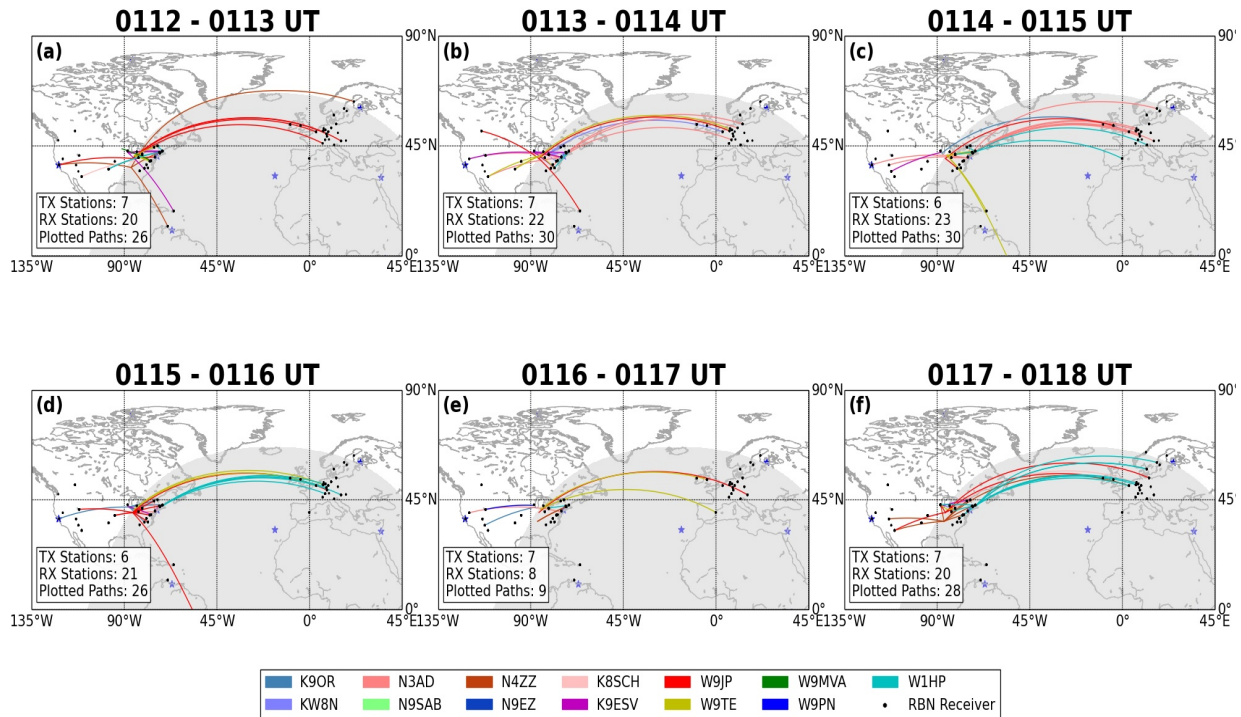 0112 - 0113 UT
0113 - 0114 UT
0114 - 0115 UT
(a)
(b)
(c)
90°N
45°N
0°
TX Stations: 7
RX Stations: 20
Plotted Paths: 26
135°W 90°W 45°W 0° 45°E
90°N
45°N
0°
TX Stations: 7
RX Stations: 22
Plotted Paths: 30
135°W 90°W 45°W 0° 45°E
90°N
45°N
0°
TX Stations: 6
RX Stations: 23
Plotted Paths: 30
135°W 90°W 45°W 0° 45°E
0115 - 0116 UT
0116 - 0117 UT
0117 - 0118 UT
(d)
(e)
(f)
90°N
45°N
0°
TX Stations: 6
RX Stations: 21
Plotted Paths: 26
135°W 90°W 45°W 0° 45°E
90°N
45°N
0°
TX Stations: 7
RX Stations: 8
Plotted Paths: 9
135°W 90°W 45°W 0° 45°E
90°N
45°N
0°
TX Stations: 7
RX Stations: 20
Plotted Paths: 28
135°W 90°W 45°W 0° 45°E
K9OR N3AD N4ZZ K8SCH W9JP W9MVA W1HP
KW8N N9SAB N9EZ K9ESV W9TE W9PN RBN Receiver